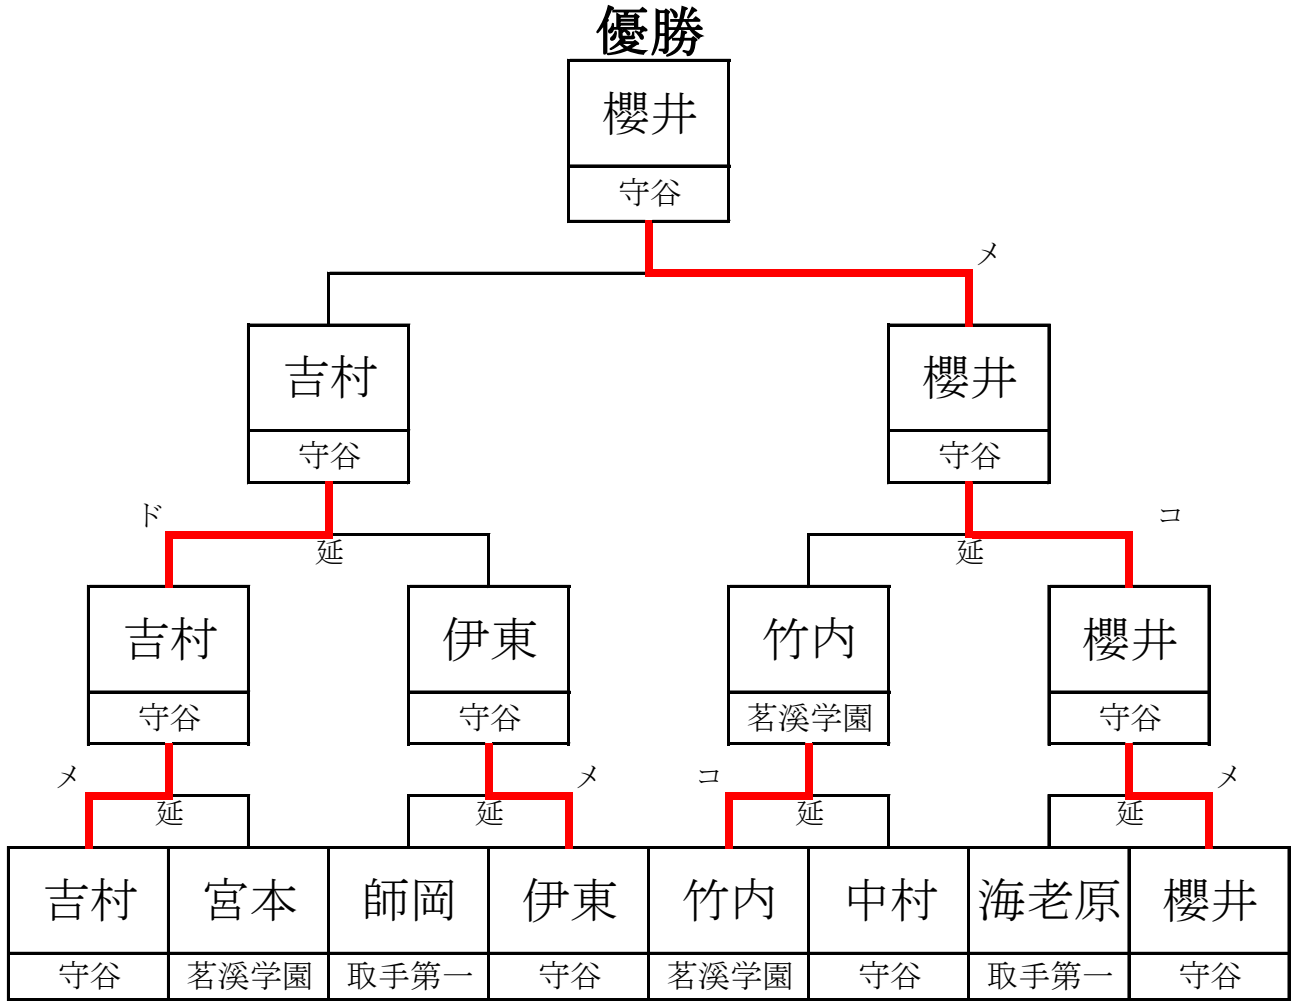 優勝
櫻井
守谷
メ
吉村 櫻井
守谷 守谷
ド コ
延 延
吉村 伊東 竹内 櫻井
守谷 守谷 茗溪学園 守谷
メ メ コ メ
延 延 延 延
吉村 宮本 師岡 伊東 竹内 中村 海老原 櫻井
守谷 茗溪学園 取手第一 守谷 茗溪学園 守谷 取手第一 守谷